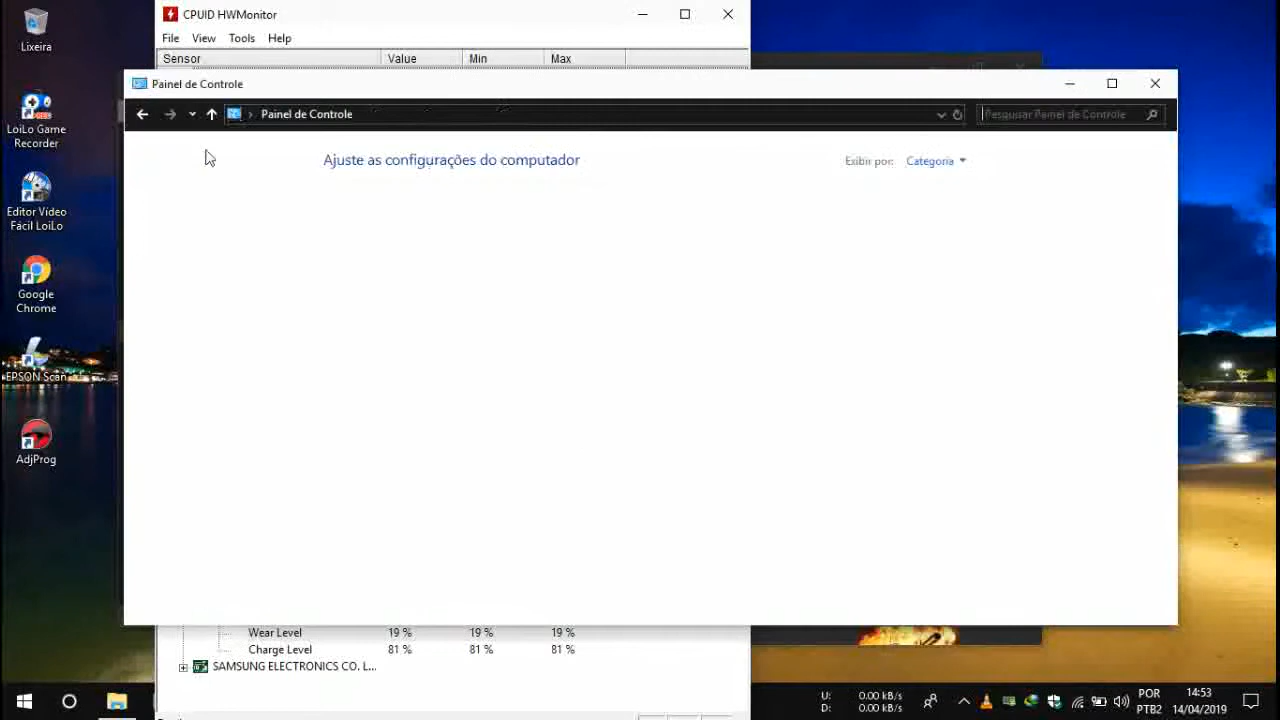 CPUID HWMonitor
File View Tools Help
Sensor Value Min Max
Painel de Controle
Painel de Controle
Pesquisar Painel de Controle
Ajuste as configurações do computador
Exibir por: Categoria
Lixeira
LoiLo Game
Recorder
Editor Vídeo
Fácil LoiLo
Google
Chrome
EPSON Scan
AdjProg
Wear Level 19 % 19 % 19 %
Charge Level 81 % 81 % 81 %
SAMSUNG ELECTRONICS CO. L...
U: 0.00 kB/s
D: 0.00 kB/s
POR
PTB2
14:53
14/04/2019